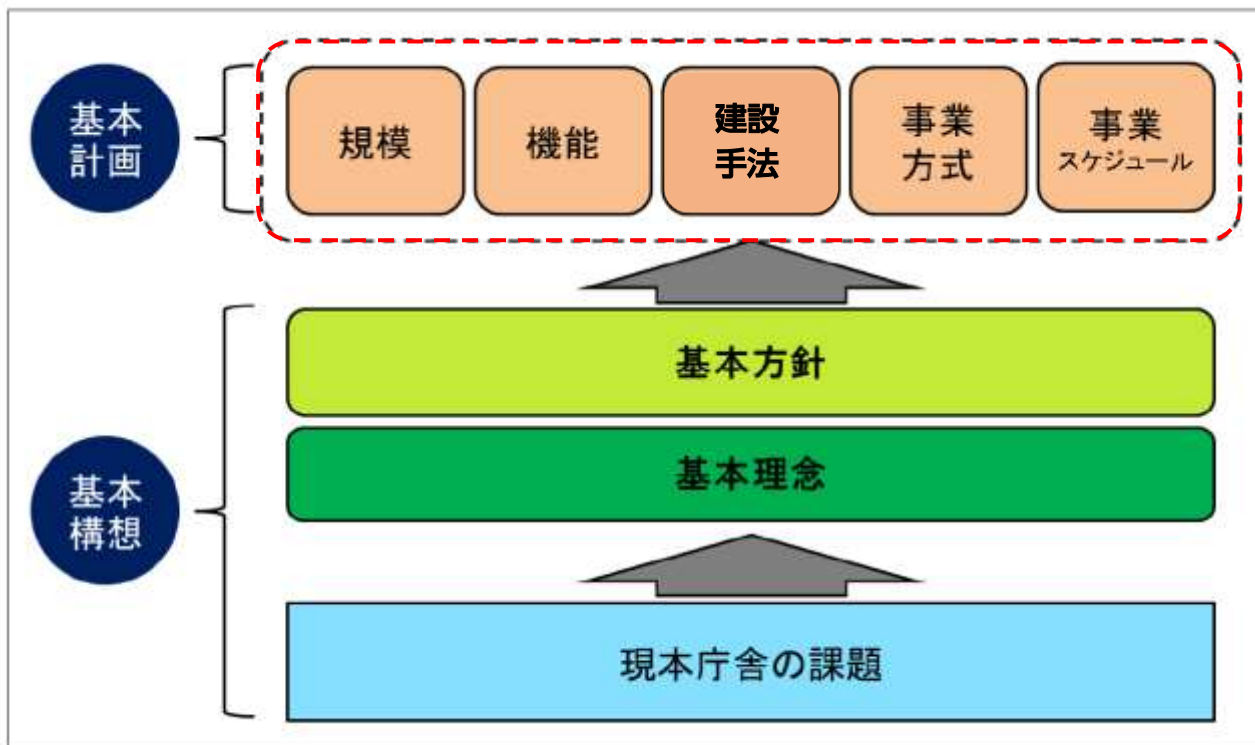 基本
計画
規模
機能
建設
手法
事業
方式
事業
スケジュール
基本方針
基本理念
基本
構想
現本庁舎の課題